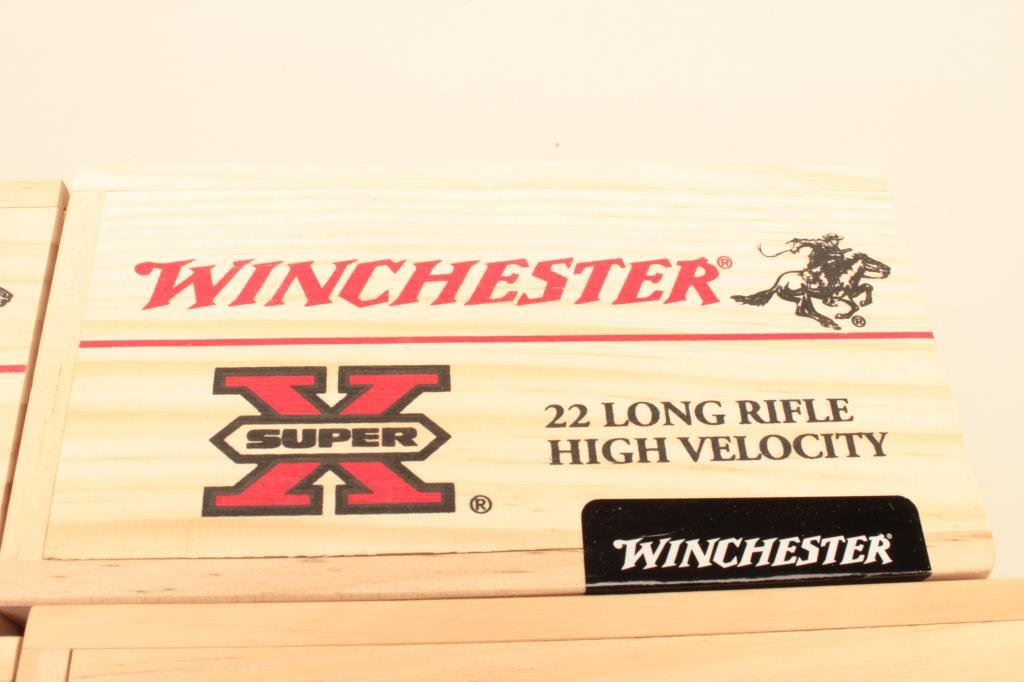 WINCHESTER®
®
SUPER X
®
22 LONG RIFLE
HIGH VELOCITY
WINCHESTER®